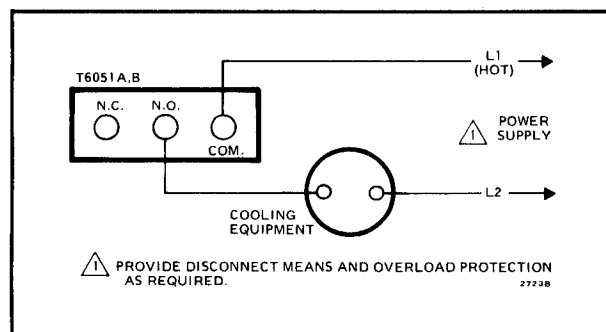 L1
(HOT)
T6051A,B
N.C. N.O.
COM.
1 POWER
SUPPLY
L2
COOLING
EQUIPMENT
1 PROVIDE DISCONNECT MEANS AND OVERLOAD PROTECTION
AS REQUIRED.
2723B